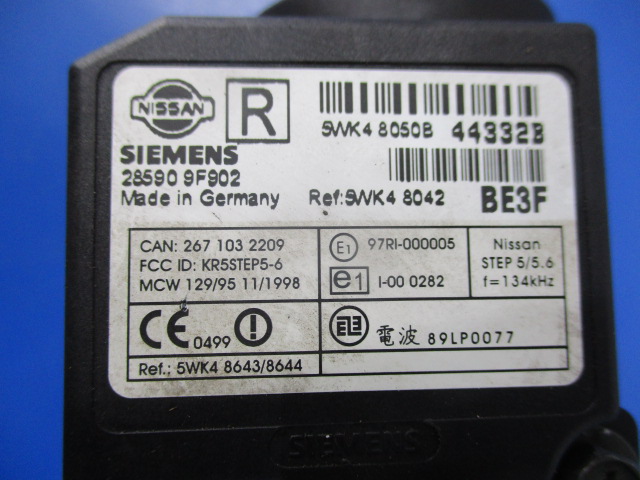 NISSAN
R
5WK4 8050B 44332B
SIEMENS
28590 9F902
Made in Germany Ref:5WK4 8042 BE3F
CAN: 267 103 2209
FCC ID: KR5STEP5-6
MCW 129/95 11/1998
E1 97RI-000005
e1 I-00 0282
Nissan
STEP 5/5.6
f=134kHz
CE 0499 !
電波 89LP0077
Ref.: 5WK4 8643/8644
SIEMENS